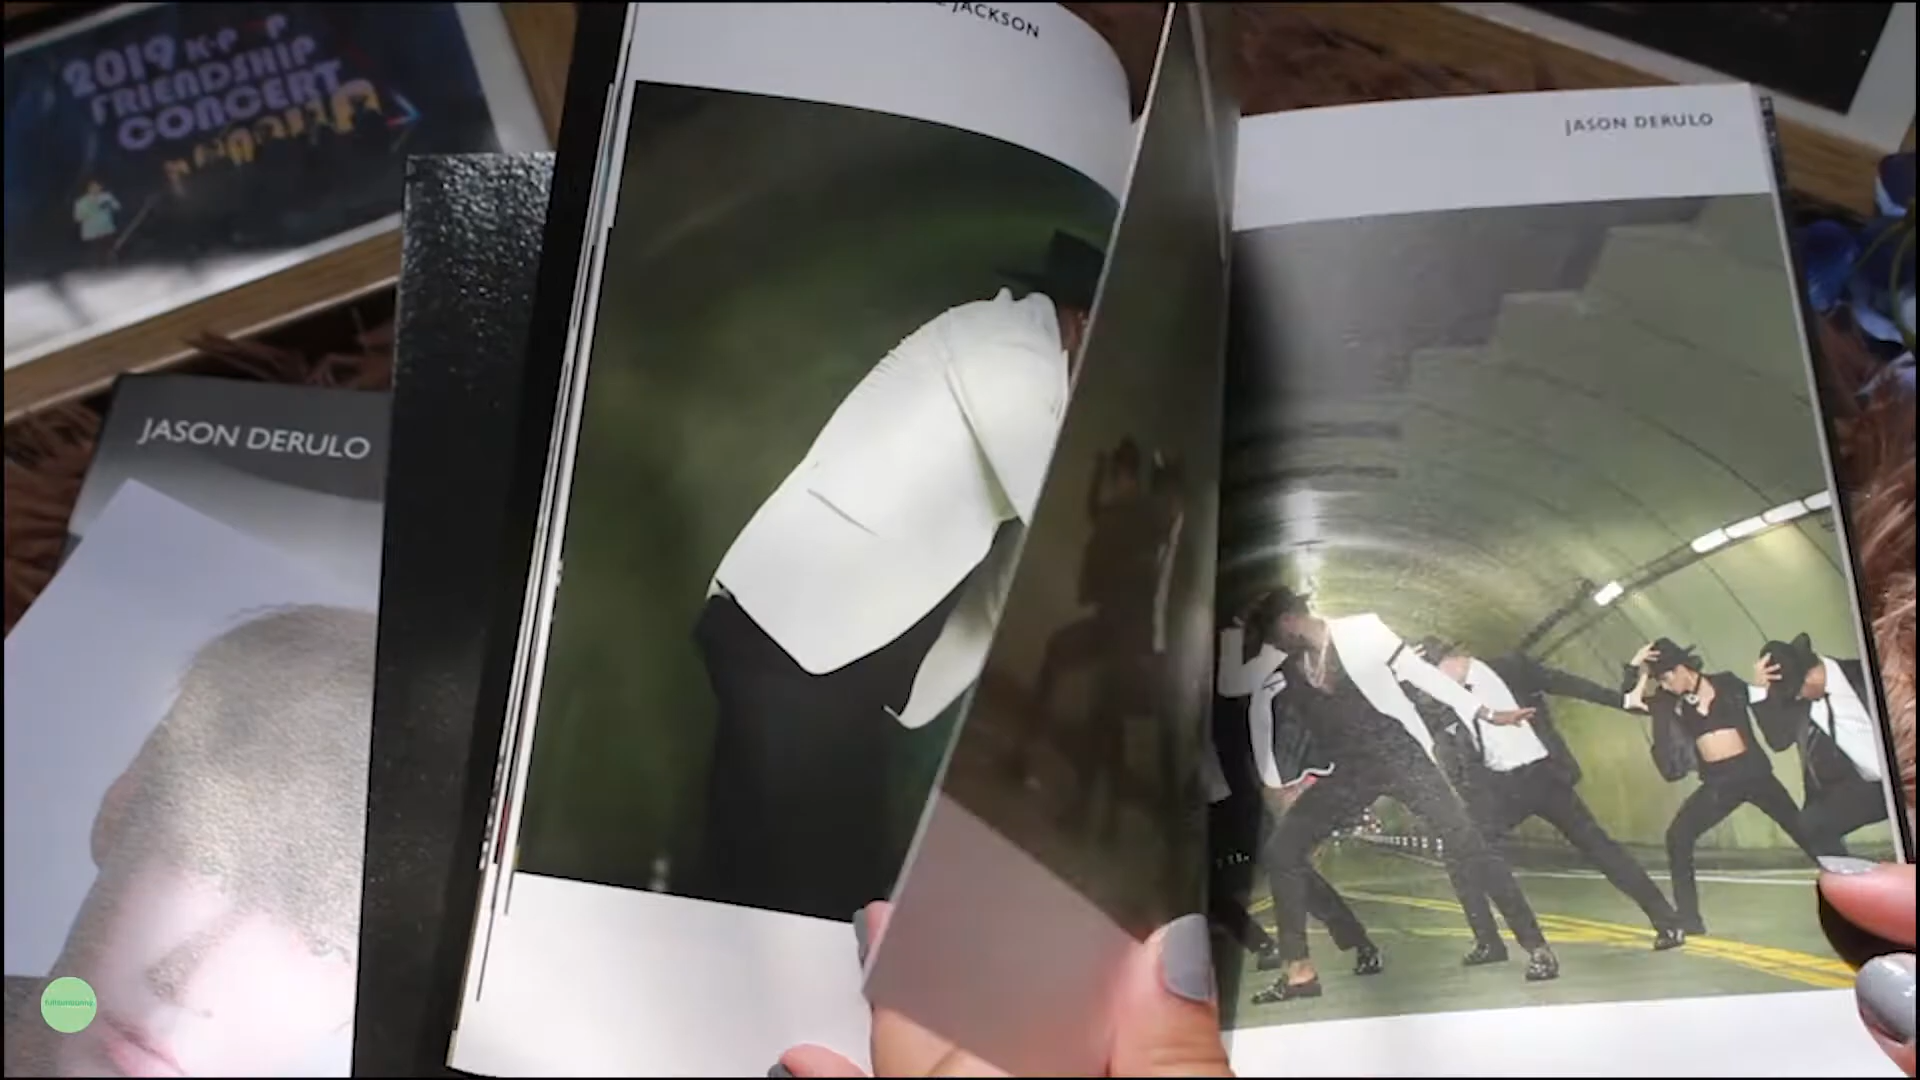 2019 K-POP
FRIENDSHIP
CONCERT
JACKSON
JASON DERULO
JASON DERULO